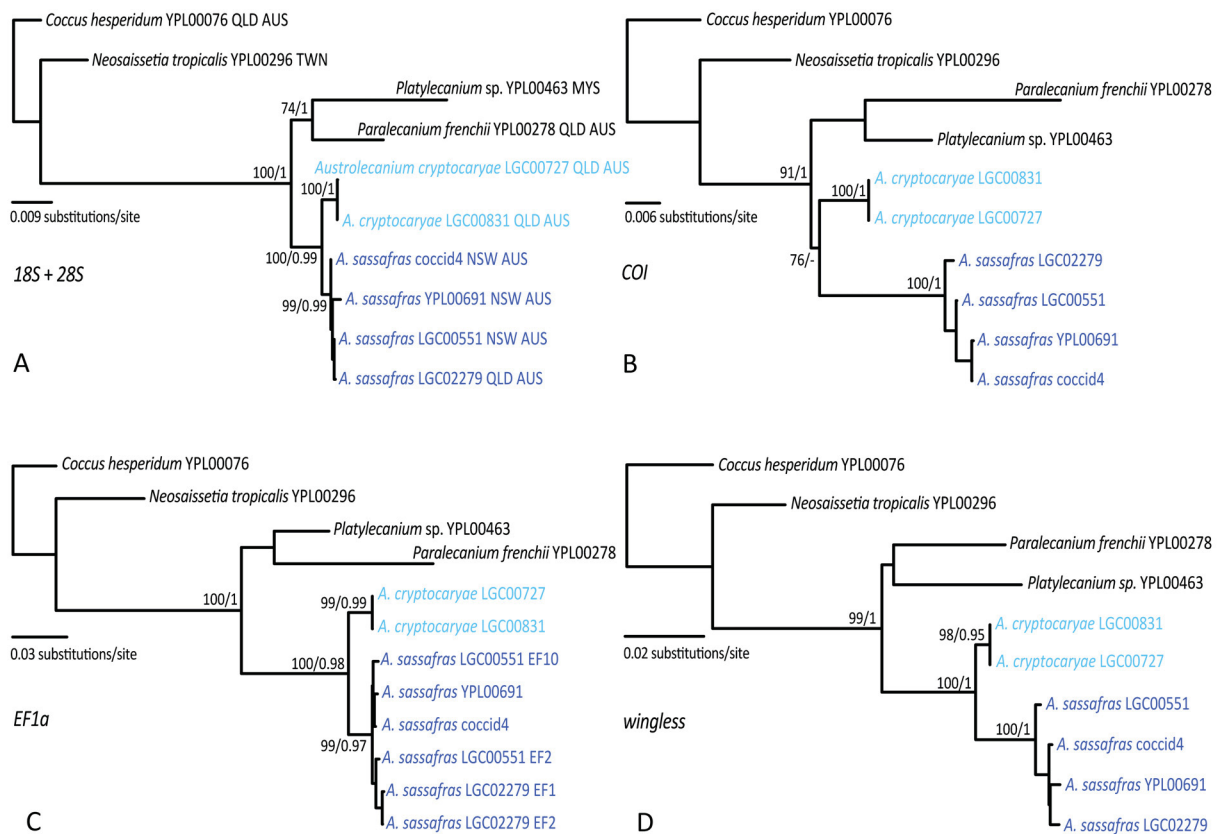 Coccus hesperidum YPL00076 QLD AUS
Neosaissetia tropicalis YPL00296 TWN
Platylecanium sp. YPL00463 MYS
74/1
Paralecanium frenchii YPL00278 QLD AUS
Austrolecanium cryptocaryae LGC00727 QLD AUS
100/1
100/1
A. cryptocaryae LGC00831 QLD AUS
0.009 substitutions/site
100/0.99
A. sassafras coccid4 NSW AUS
18S + 28S
A. sassafras YPL00691 NSW AUS
99/0.99
A. sassafras LGC00551 NSW AUS
A
A. sassafras LGC02279 QLD AUS
Coccus hesperidum YPL00076
Neosaissetia tropicalis YPL00296
Paralecanium frenchii YPL00278
Platylecanium sp. YPL00463
91/1
A. cryptocaryae LGC00831
100/1
A. cryptocaryae LGC00727
0.006 substitutions/site
76/-
A. sassafras LGC02279
COI
100/1
A. sassafras LGC00551
A. sassafras YPL00691
B
A. sassafras coccid4
Coccus hesperidum YPL00076
Neosaissetia tropicalis YPL00296
Platylecanium sp. YPL00463
Paralecanium frenchii YPL00278
100/1
A. cryptocaryae LGC00727
99/0.99
A. cryptocaryae LGC00831
0.03 substitutions/site
100/0.98
A. sassafras LGC00551 EF10
A. sassafras YPL00691
EF1a
A. sassafras coccid4
99/0.97
A. sassafras LGC00551 EF2
A. sassafras LGC02279 EF1
C
A. sassafras LGC02279 EF2
Coccus hesperidum YPL00076
Neosaissetia tropicalis YPL00296
Paralecanium frenchii YPL00278
Platylecanium sp. YPL00463
99/1
A. cryptocaryae LGC00831
98/0.95
A. cryptocaryae LGC00727
0.02 substitutions/site
100/1
A. sassafras LGC00551
wingless
100/1
A. sassafras coccid4
A. sassafras YPL00691
D
A. sassafras LGC02279